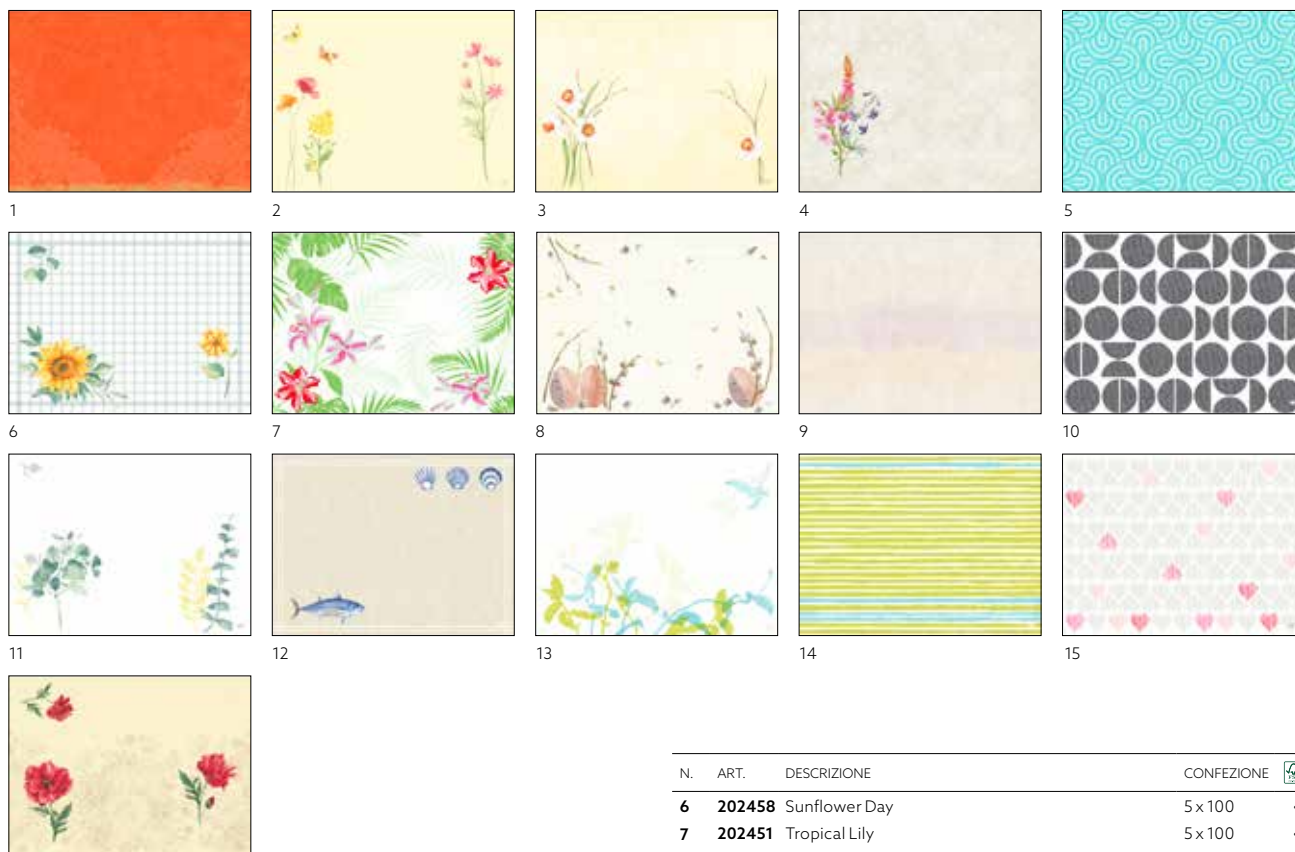 1 2 3 4 5
6 7 8 9 10
11 12 13 14 15
N. ART. DESCRIZIONE CONFEZIONE
6 202458 Sunflower Day 5 x 100
7 202451 Tropical Lily 5 x 100